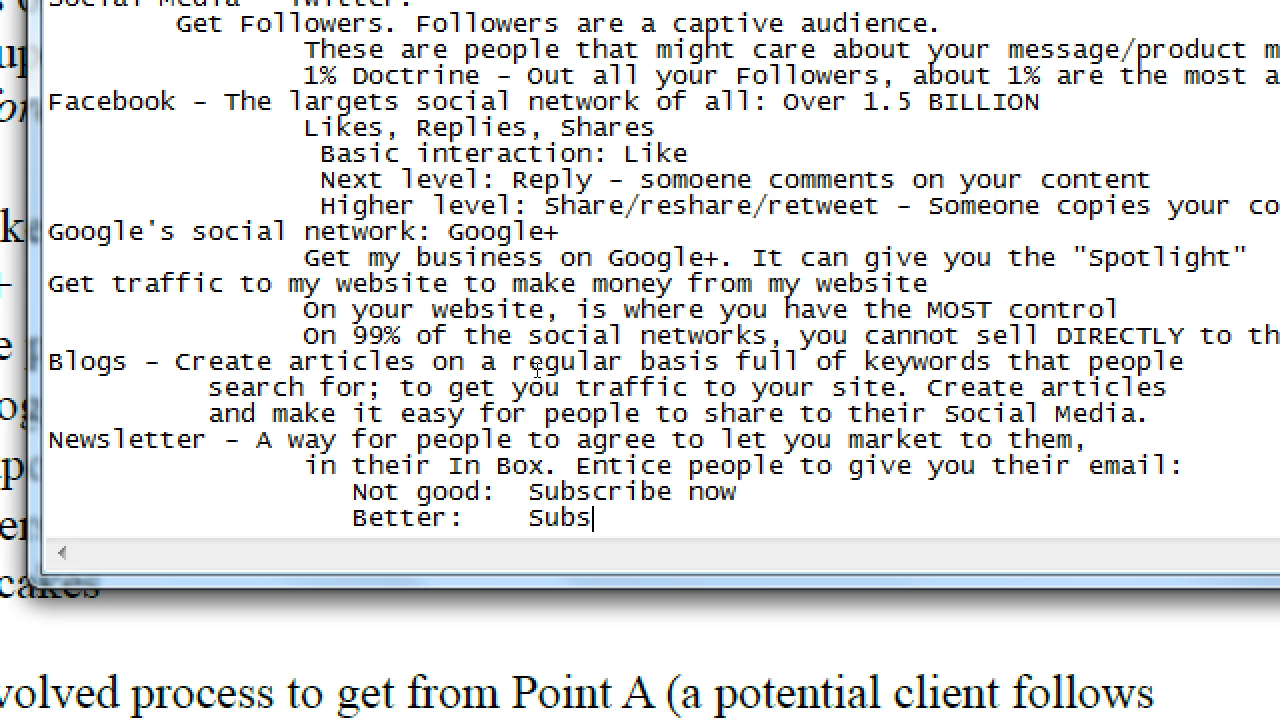 Social Media - Twitter:
Get Followers. Followers are a captive audience.
These are people that might care about your message/product m
1% Doctrine - Out all your Followers, about 1% are the most a
Facebook - The largets social network of all: Over 1.5 BILLION
Likes, Replies, Shares
Basic interaction: Like
Next level: Reply - somoene comments on your content
Higher level: Share/reshare/retweet - Someone copies your co
Google's social network: Google+
Get my business on Google+. It can give you the "Spotlight"
Get traffic to my website to make money from my website
On your website, is where you have the MOST control
On 99% of the social networks, you cannot sell DIRECTLY to th
Blogs - Create articles on a regular basis full of keywords that people
search for; to get you traffic to your site. Create articles
and make it easy for people to share to their Social Media.
Newsletter - A way for people to agree to let you market to them,
in their In Box. Entice people to give you their email:
Not good: Subscribe now
Better: Subs
cakes
volved process to get from Point A (a potential client follows